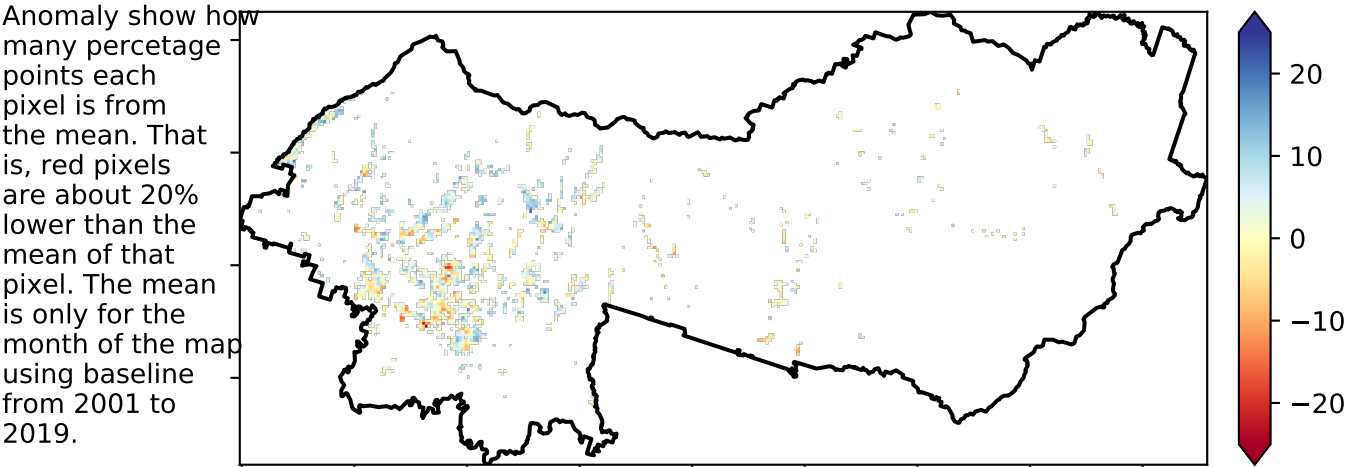 Anomaly show how
many percetage
points each
pixel is from
the mean. That
is, red pixels
are about 20%
lower than the
mean of that
pixel. The mean
is only for the
month of the map
using baseline
from 2001 to
2019.
20
10
0
−10
−20